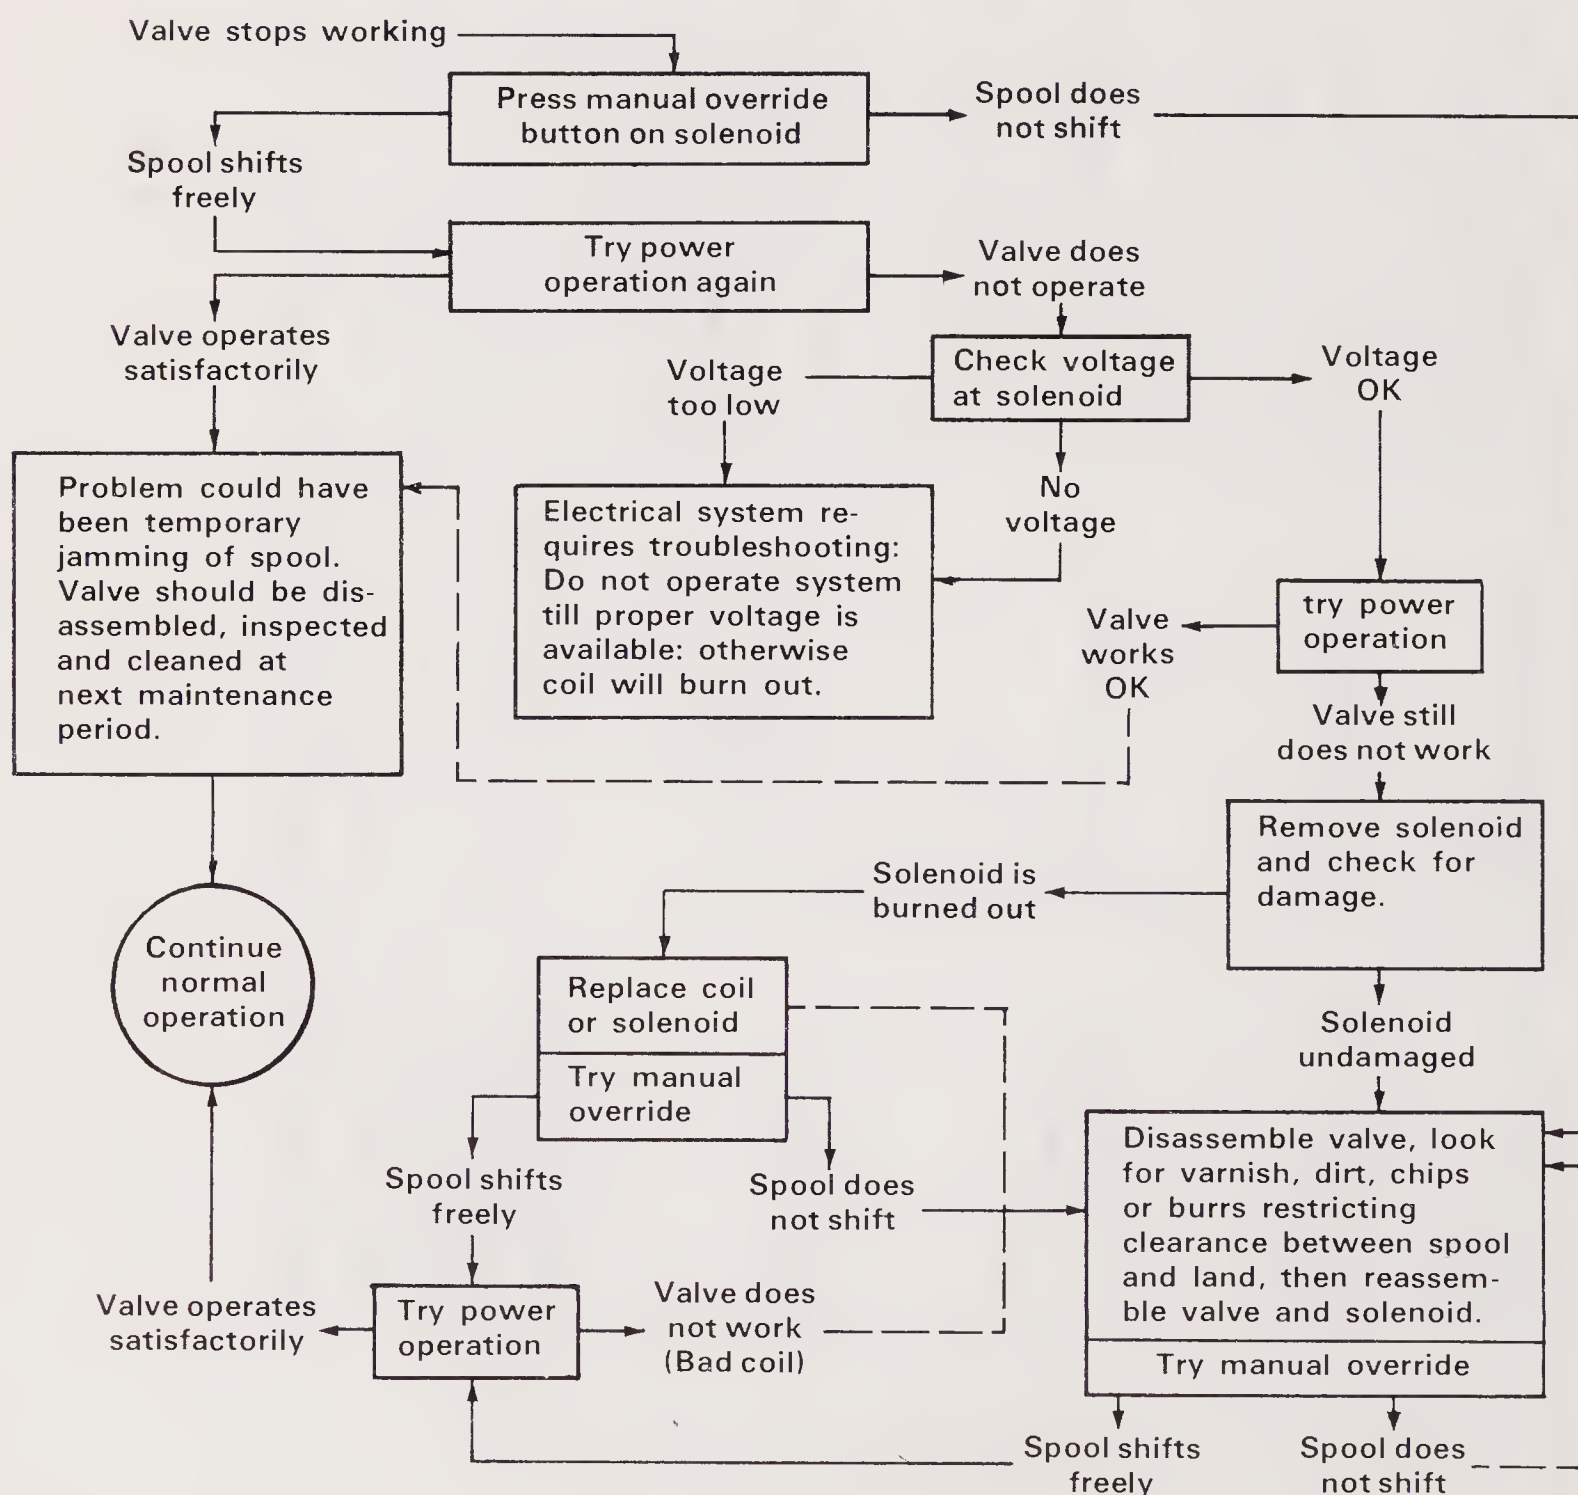 Valve stops working
Press manual override
button on solenoid
Spool does
not shift
Spool shifts
freely
Try power
operation again
Valve does
not operate
Valve operates
satisfactorily
Voltage
too low
Check voltage
at solenoid
Voltage
OK
No
voltage
Problem could have
been temporary
jamming of spool.
Valve should be dis-
assembled, inspected
and cleaned at
next maintenance
period.
Electrical system re-
quires troubleshooting:
Do not operate system
till proper voltage is
available: otherwise
coil will burn out.
Valve
works
OK
try power
operation
Valve still
does not work
Remove solenoid
and check for
damage.
Solenoid is
burned out
Continue
normal
operation
Replace coil
or solenoid
Try manual
override
Solenoid
undamaged
Spool shifts
freely
Spool does
not shift
Disassemble valve, look
for varnish, dirt, chips
or burrs restricting
clearance between spool
and land, then reassem-
ble valve and solenoid.
Try manual override
Valve operates
satisfactorily
Try power
operation
Valve does
not work
(Bad coil)
Spool shifts
freely
Spool does
not shift